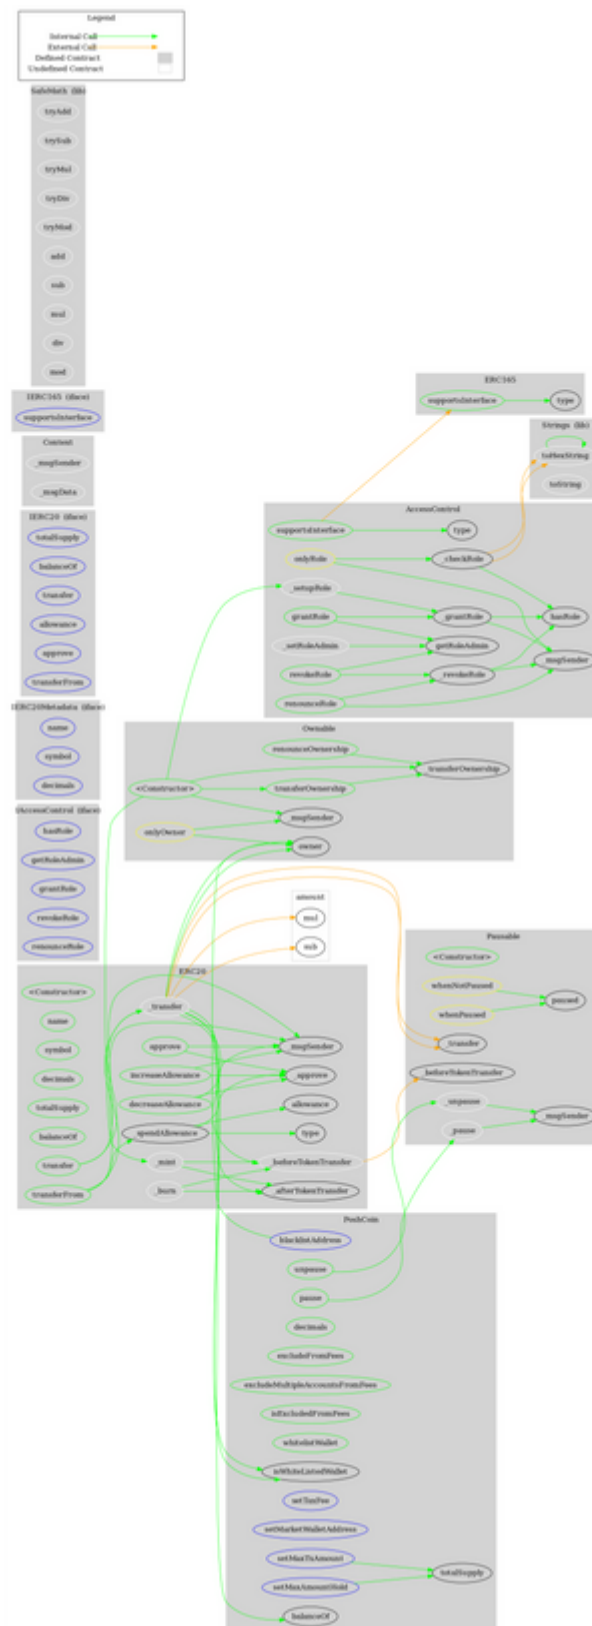 Legend
Internal Call
External Call
Defined Contract
Undefined Contract
SafeMath (lib)
tryAdd
trySub
tryMul
tryDiv
tryMod
add
sub
mul
div
mod
IERC165 (iface)
supportsInterface
Context
_msgSender
_msgData
IERC20 (iface)
totalSupply
balanceOf
transfer
allowance
approve
transferFrom
IERC20Metadata (iface)
name
symbol
decimals
IAccessControl (iface)
hasRole
getRoleAdmin
grantRole
revokeRole
renounceRole
ERC165
supportsInterface
type
Strings (lib)
toHexString
toString
AccessControl
supportsInterface
type
onlyRole
_checkRole
_setupRole
grantRole
_grantRole
hasRole
_setRoleAdmin
getRoleAdmin
_msgSender
revokeRole
_revokeRole
renounceRole
Ownable
renounceOwnership
_transferOwnership
<Constructor>
transferOwnership
_msgSender
onlyOwner
owner
amount
mul
sub
Pausable
<Constructor>
whenNotPaused
paused
whenPaused
_transfer
_beforeTokenTransfer
_unpause
_msgSender
_pause
ERC20
<Constructor>
_transfer
name
approve
_msgSender
symbol
increaseAllowance
_approve
decimals
decreaseAllowance
allowance
totalSupply
_spendAllowance
type
balanceOf
_mint
_beforeTokenTransfer
transfer
_burn
_afterTokenTransfer
transferFrom
PoshCoin
blacklistAddress
unpause
pause
decimals
excludeFromFees
excludeMultipleAccountsFromFees
isExcludedFromFees
whitelistWallet
isWhiteListedWallet
setTaxFee
setMarketWalletAddress
setMaxTxAmount
totalSupply
setMaxAmountHold
balanceOf